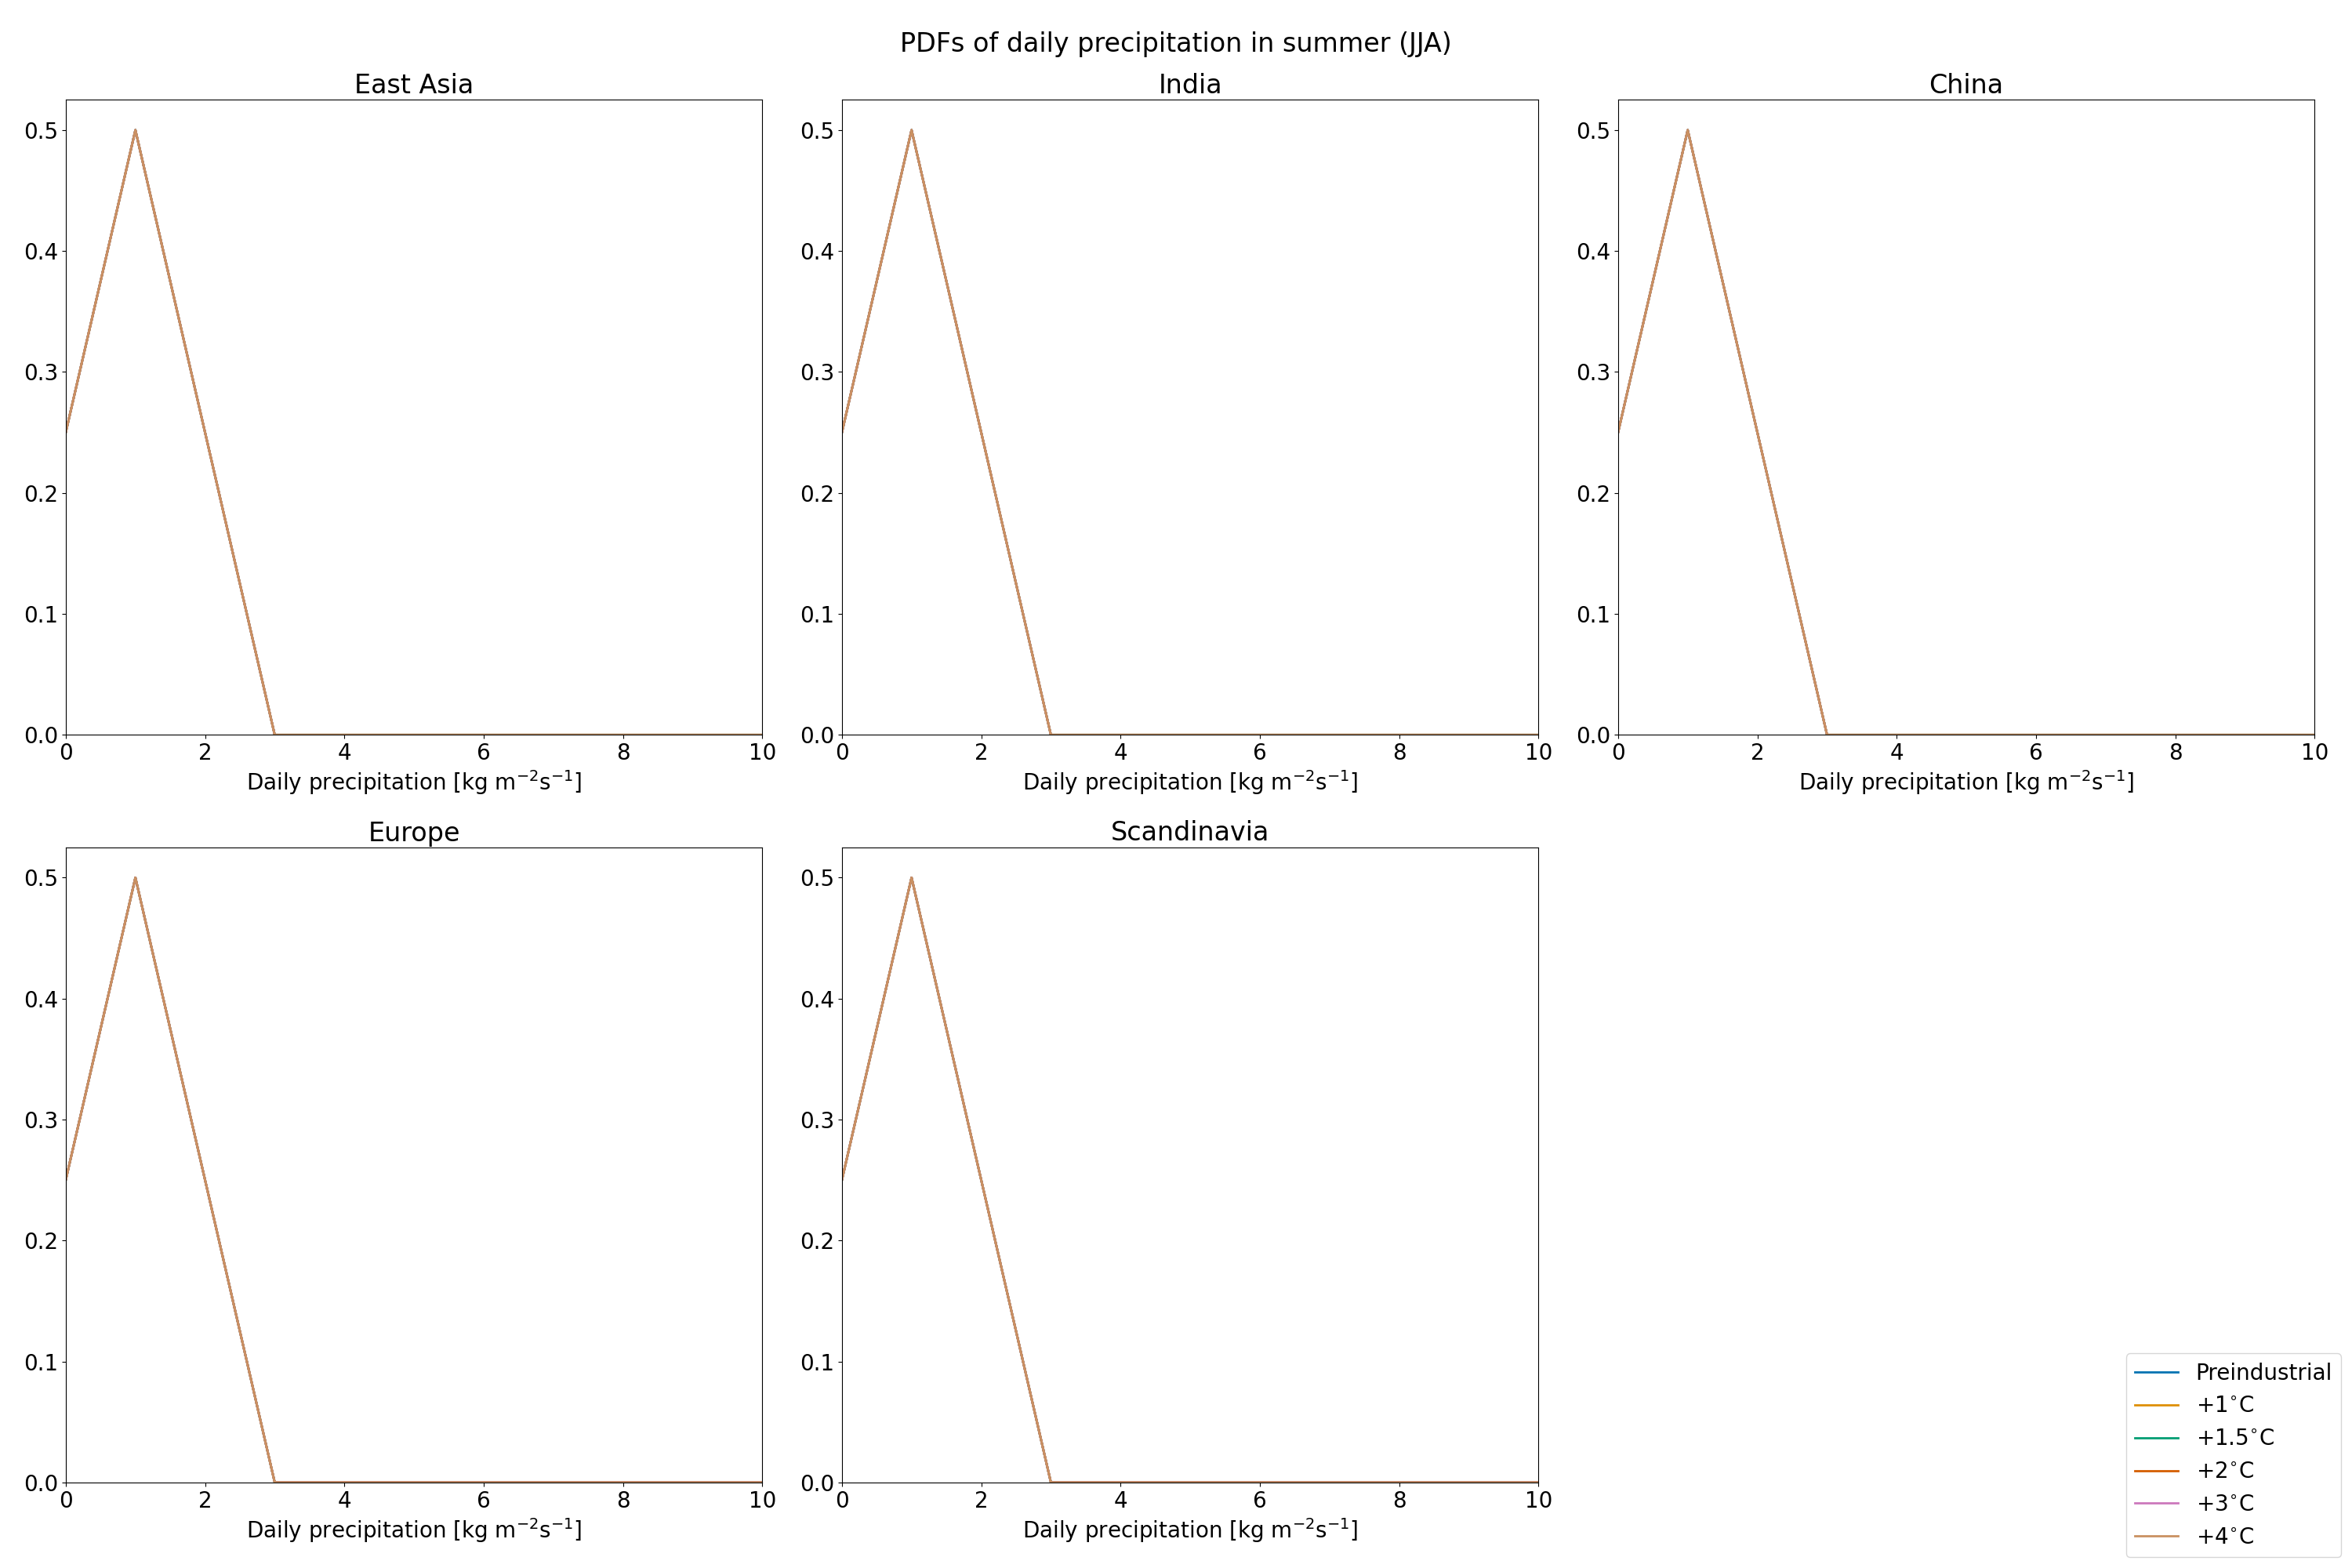 PDFs of daily precipitation in summer (JJA)
East Asia
0.5
0.4
0.3
0.2
0.1
0.0
0 2 4 6 8 10
Daily precipitation [kg m⁻²s⁻¹]
India
0.5
0.4
0.3
0.2
0.1
0.0
0 2 4 6 8 10
Daily precipitation [kg m⁻²s⁻¹]
China
0.5
0.4
0.3
0.2
0.1
0.0
0 2 4 6 8 10
Daily precipitation [kg m⁻²s⁻¹]
Europe
0.5
0.4
0.3
0.2
0.1
0.0
0 2 4 6 8 10
Daily precipitation [kg m⁻²s⁻¹]
Scandinavia
0.5
0.4
0.3
0.2
0.1
0.0
0 2 4 6 8 10
Daily precipitation [kg m⁻²s⁻¹]
Preindustrial
+1°C
+1.5°C
+2°C
+3°C
+4°C